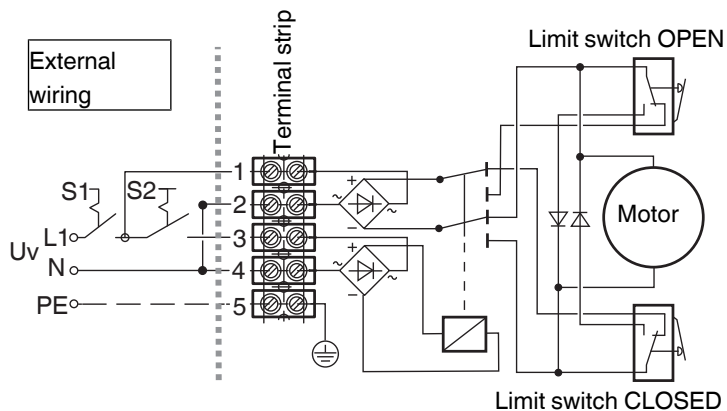 External
wiring
Terminal strip
Limit switch OPEN
1
S1
S2
2
L1
3
Uv
N
4
PE
5
+
~
~
−
+
~
~
−
Motor
Limit switch CLOSED